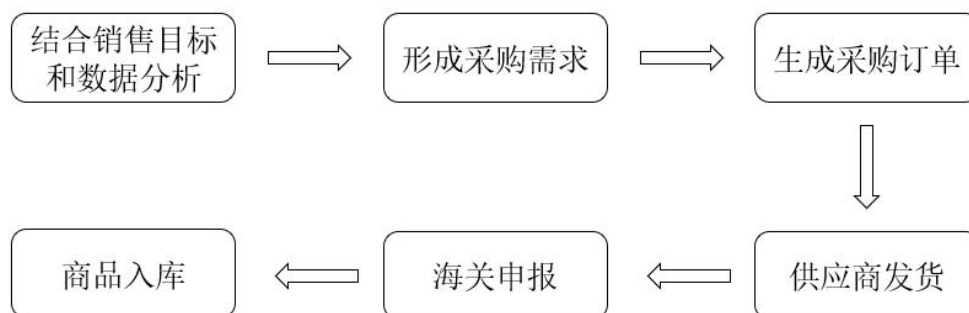 结合销售目标
和数据分析
形成采购需求
生成采购订单
供应商发货
海关申报
商品入库